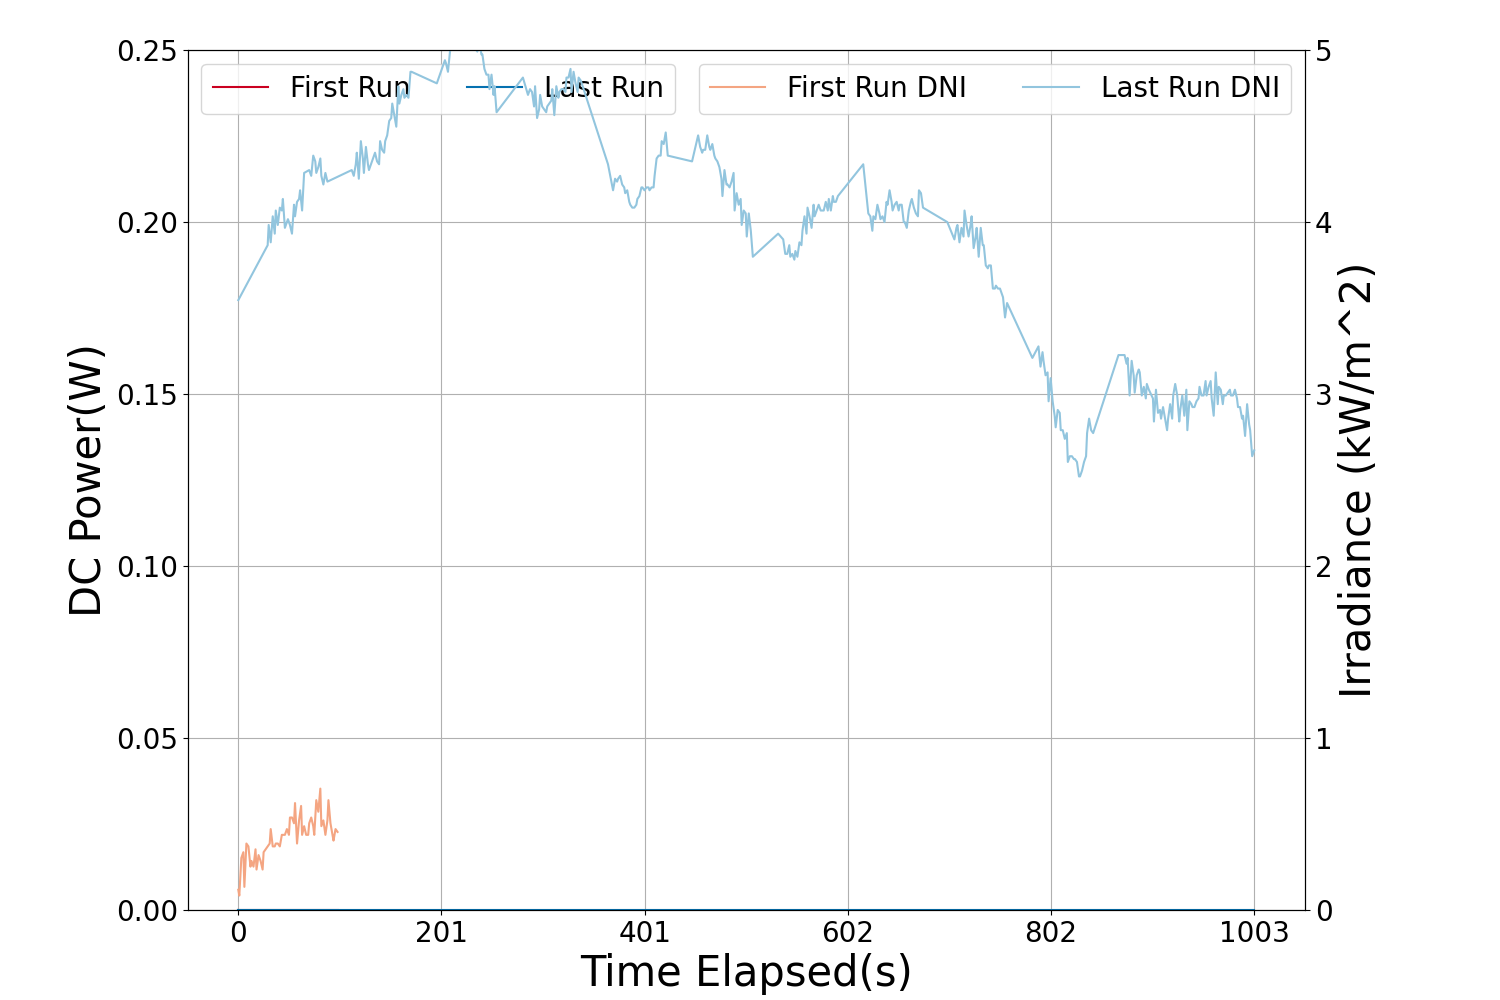 First Run Last Run First Run DNI Last Run DNI
0.25 5
0.20 4
0.15 3
0.10 2
0.05 1
0.00 0
DC Power(W)
Irradiance (kW/m^2)
0 201 401 602 802 1003
Time Elapsed(s)